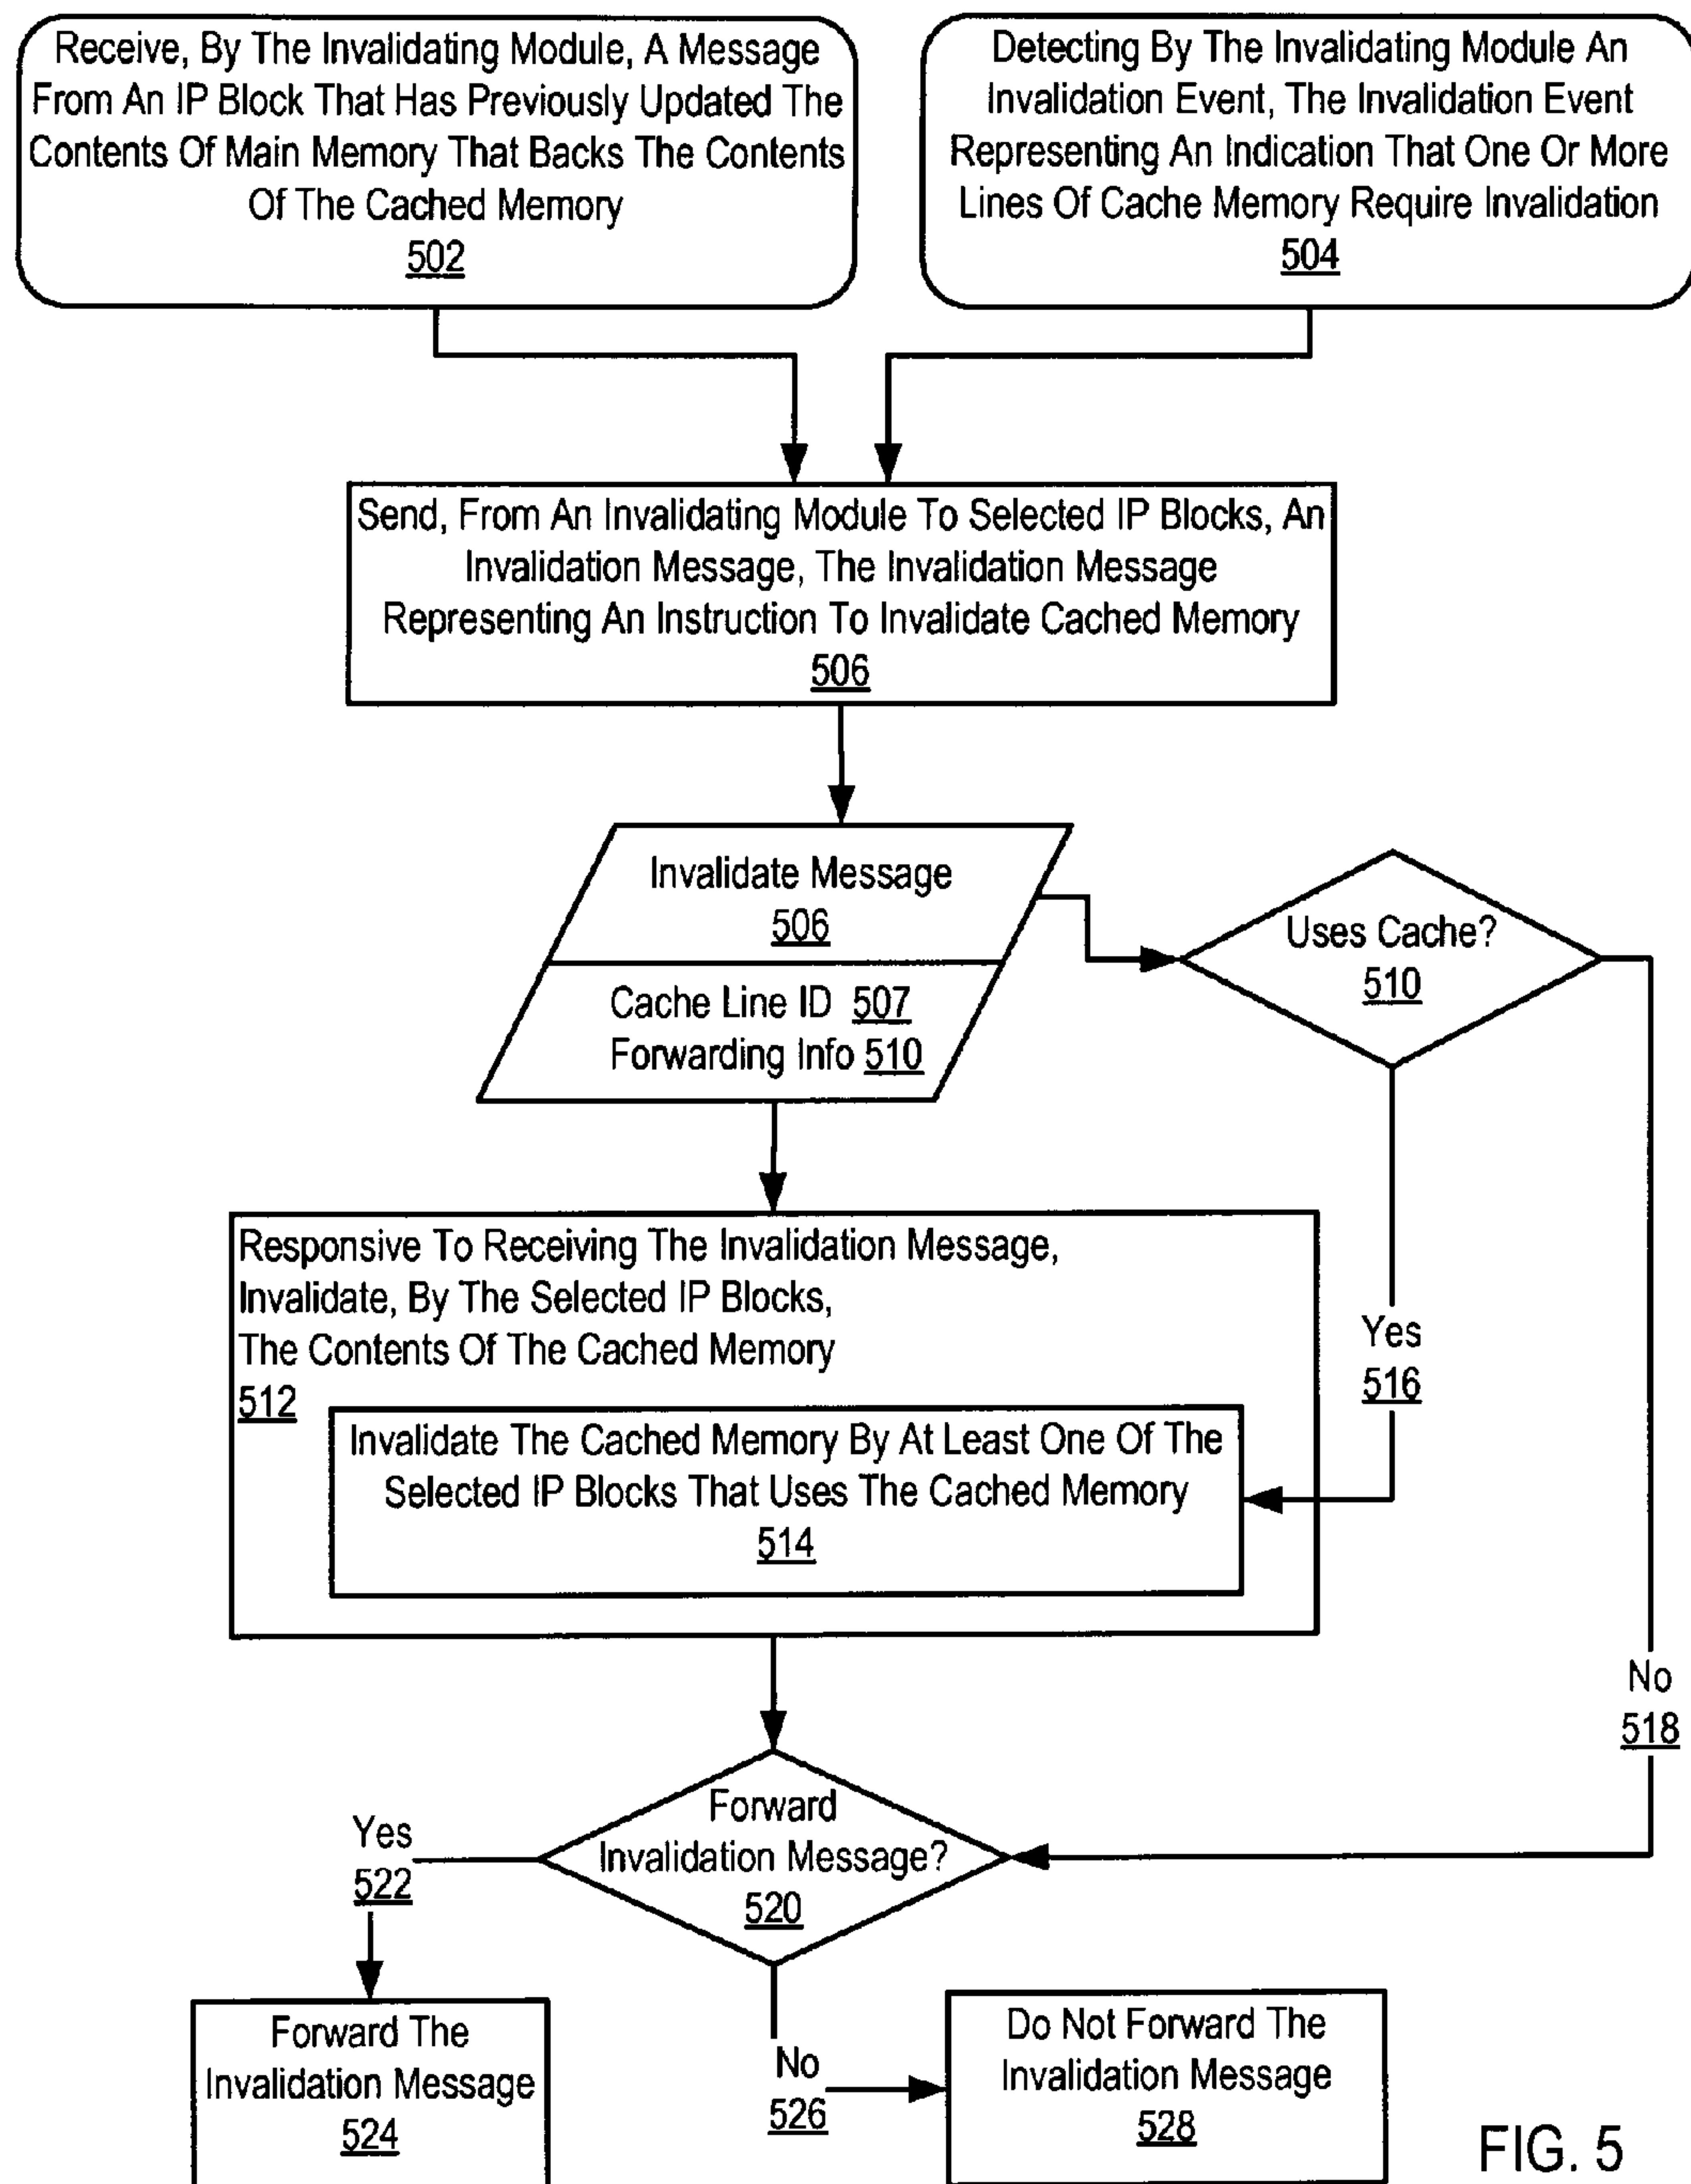 Receive, By The Invalidating Module, A Message
From An IP Block That Has Previously Updated The
Contents Of Main Memory That Backs The Contents
Of The Cached Memory
502
Detecting By The Invalidating Module An
Invalidation Event, The Invalidation Event
Representing An Indication That One Or More
Lines Of Cache Memory Require Invalidation
504
Send, From An Invalidating Module To Selected IP Blocks, An
Invalidation Message, The Invalidation Message
Representing An Instruction To Invalidate Cached Memory
506
Invalidate Message
506
Cache Line ID 507
Forwarding Info 510
Uses Cache?
510
Responsive To Receiving The Invalidation Message,
Invalidate, By The Selected IP Blocks,
The Contents Of The Cached Memory
512
Yes
516
Invalidate The Cached Memory By At Least One Of The
Selected IP Blocks That Uses The Cached Memory
514
No
518
Forward
Invalidation Message?
520
Yes
522
Forward The
Invalidation Message
524
No
526
Do Not Forward The
Invalidation Message
528
FIG. 5